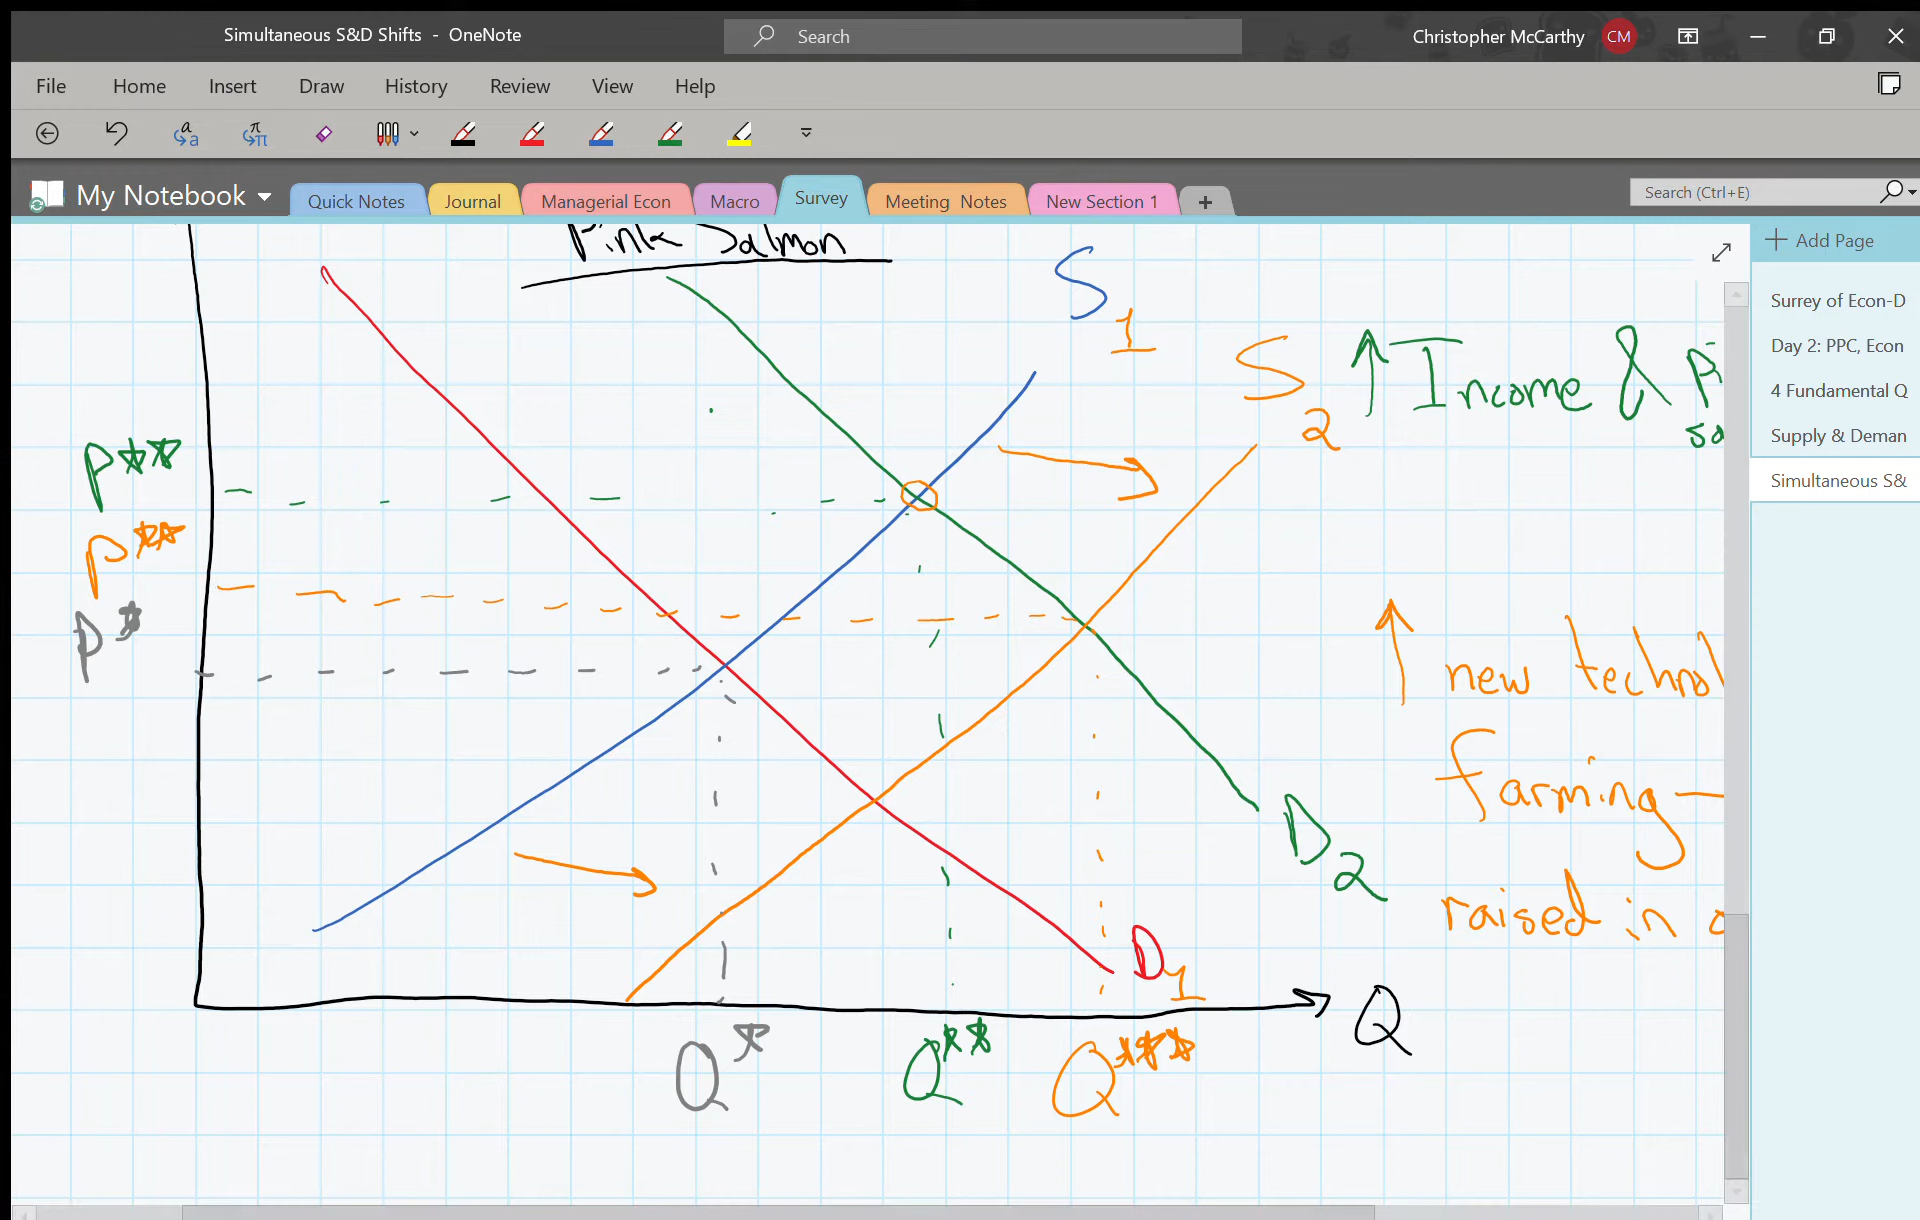 Simultaneous S&D Shifts - OneNote
Search
Christopher McCarthy
CM
File Home Insert Draw History Review View Help
My Notebook
Quick Notes Journal Managerial Econ Macro Survey Meeting Notes New Section 1
Search (Ctrl+E)
Add Page
Surrey of Econ-D
Day 2: PPC, Econ
4 Fundamental Q
Supply & Deman
Simultaneous S&
Pink Salmon
S1
S2
↑ Income & P
sa
P**
P**
P*
↑ new technol
farming-
raised in
D2
D1
Q
Q* Q** Q***